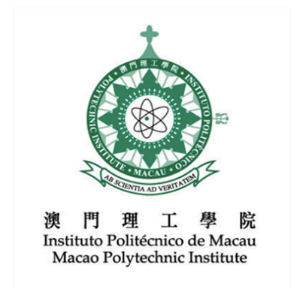 澳門理工學院 • INSTITUTO POLITÉCNICO • MACAU • POLYTECHNIC INSTITUTE •
AB SCIENTIA AD VERITATEM
澳門理工學院
Instituto Politécnico de Macau
Macao Polytechnic Institute